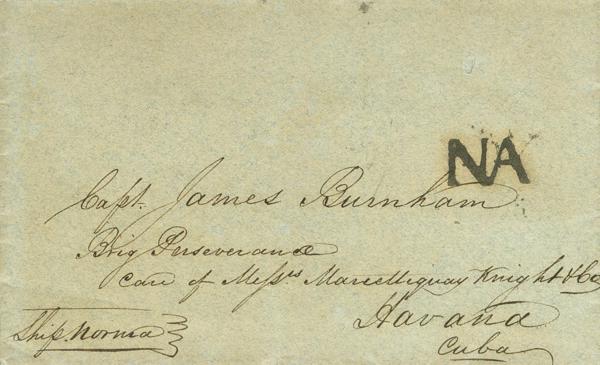 NA
Capt. James Burnham
Brig Perseverance
Care of Messrs Knight & Co
Havana
Cuba
Ship Norma